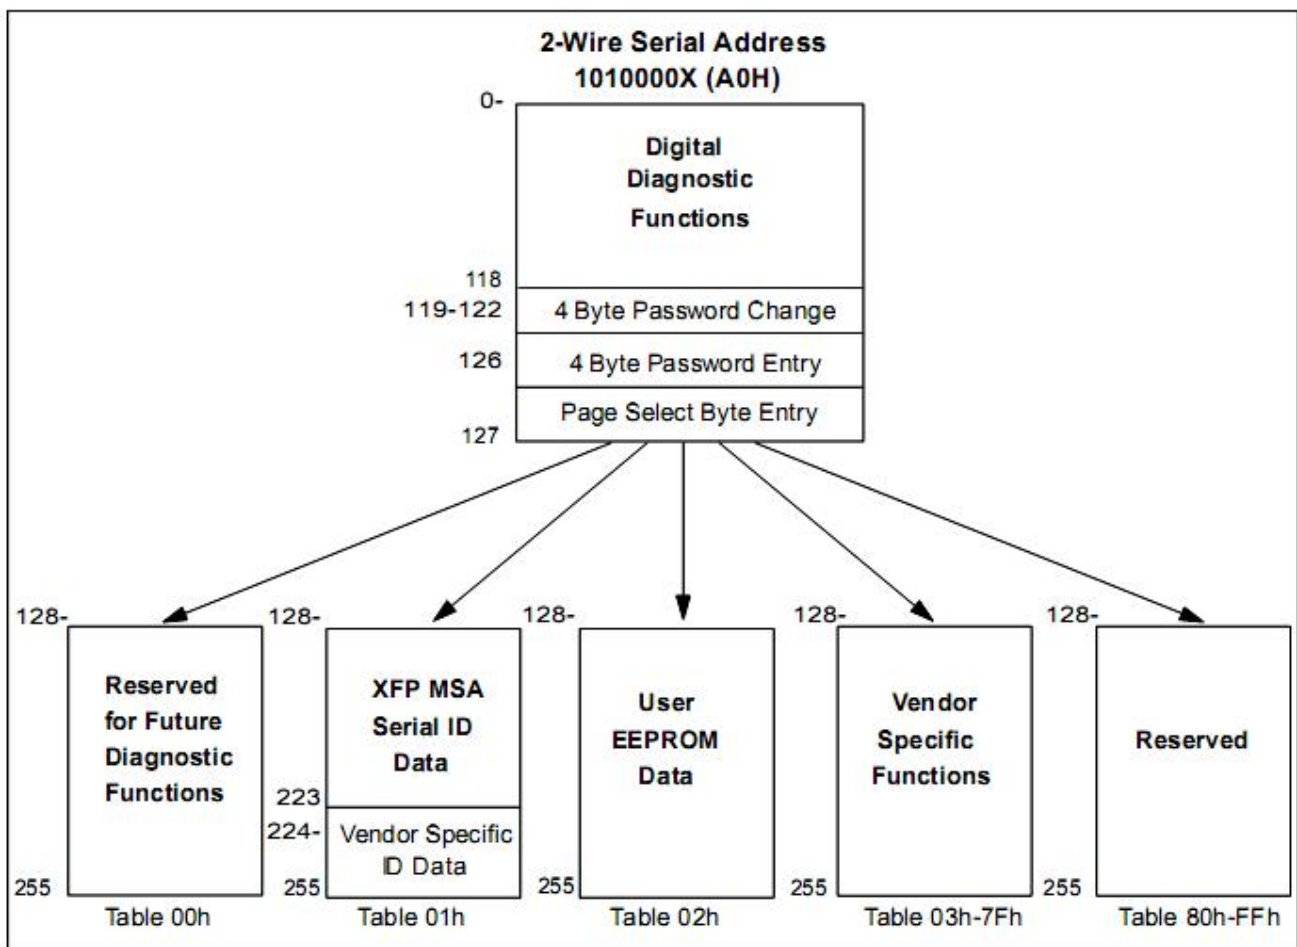 2-Wire Serial Address
1010000X (A0H)
0-
Digital
Diagnostic
Functions
118
119-122
4 Byte Password Change
126
4 Byte Password Entry
Page Select Byte Entry
127
128-
Reserved
for Future
Diagnostic
Functions
255
Table 00h
128-
XFP MSA
Serial ID
Data
223
224-
Vendor Specific
ID Data
255
Table 01h
128-
User
EEPROM
Data
255
Table 02h
128-
Vendor
Specific
Functions
255
Table 03h-7Fh
128-
Reserved
255
Table 80h-FFh